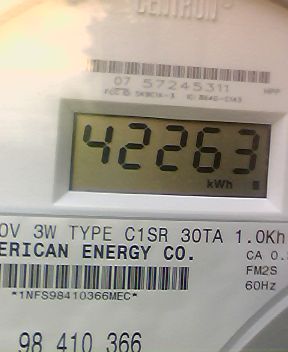 CENTRON®
07 57245311
HPP
42263
kWh
0V 3W TYPE C1SR 30TA 1.0Kh
ERICAN ENERGY CO.
CA 0.
FM2S
60Hz
*1NFS98410366MEC*
98 410 366